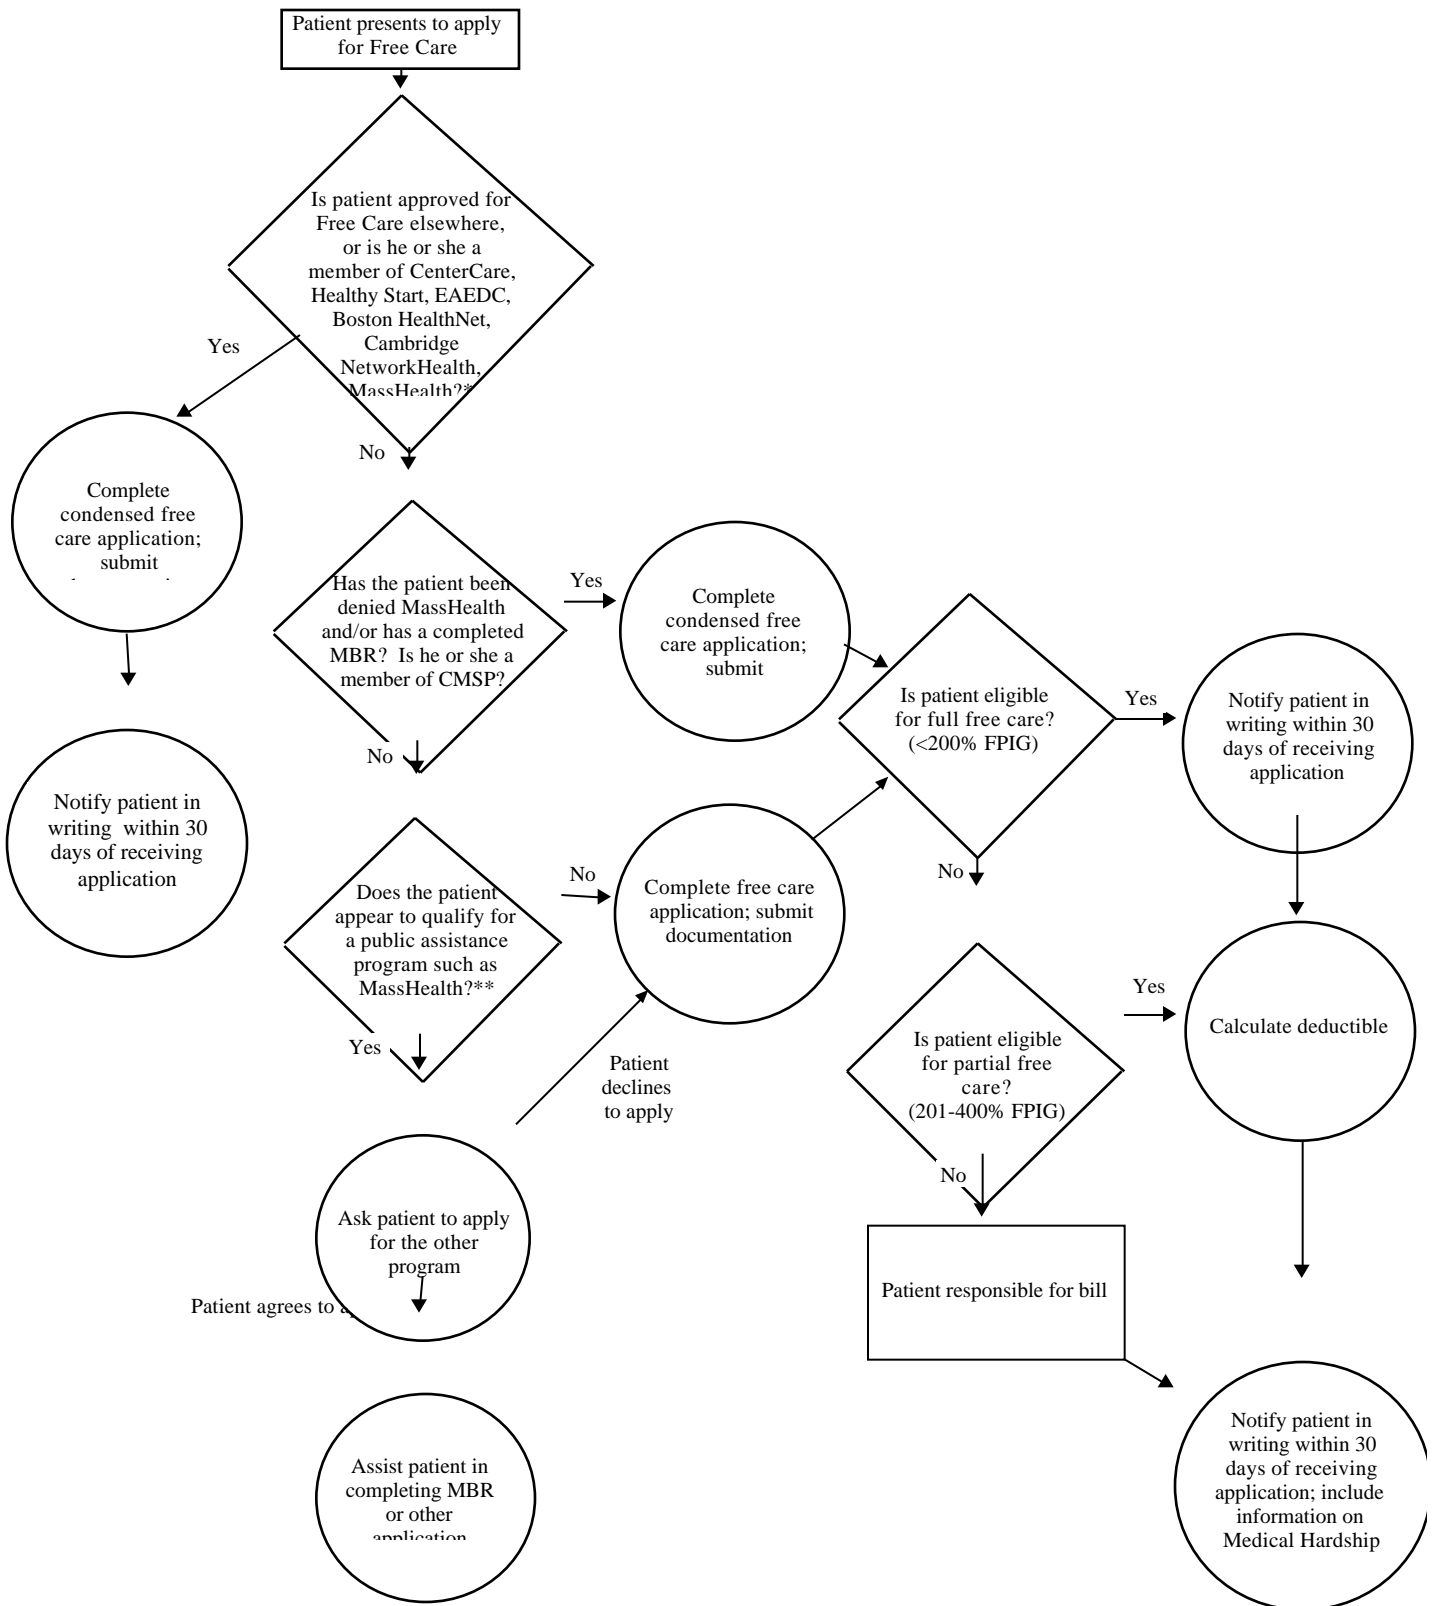 Patient presents to apply
for Free Care
Is patient approved for
Free Care elsewhere,
or is he or she a
member of CenterCare,
Healthy Start, EAEDC,
Boston HealthNet,
Cambridge
NetworkHealth,
MassHealth?*
Yes
No
Complete
condensed free
care application;
submit
Notify patient in
writing within 30
days of receiving
application
Has the patient been
denied MassHealth
and/or has a completed
MBR? Is he or she a
member of CMSP?
Yes
No
Complete
condensed free
care application;
submit
Does the patient
appear to qualify for
a public assistance
program such as
MassHealth?**
No
Yes
Complete free care
application; submit
documentation
Patient
declines
to apply
Ask patient to apply
for the other
program
Patient agrees to
Assist patient in
completing MBR
or other
application
Is patient eligible
for full free care?
(<200% FPIG)
Yes
No
Notify patient in
writing within 30
days of receiving
application
Is patient eligible
for partial free
care?
(201-400% FPIG)
Yes
No
Calculate deductible
Patient responsible for bill
Notify patient in
writing within 30
days of receiving
application; include
information on
Medical Hardship